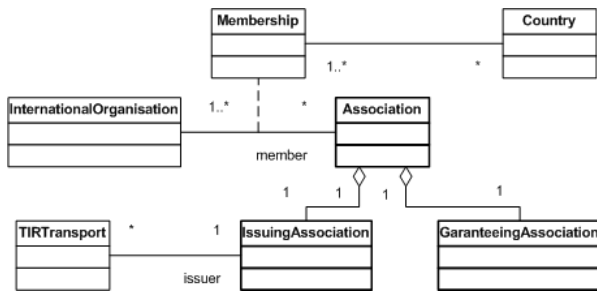 Membership Country
1..* *
InternationalOrganisation 1..* * Association
member
1 1 1 1
TIRTransport * 1 IssuingAssociation GaranteeingAssociation
issuer